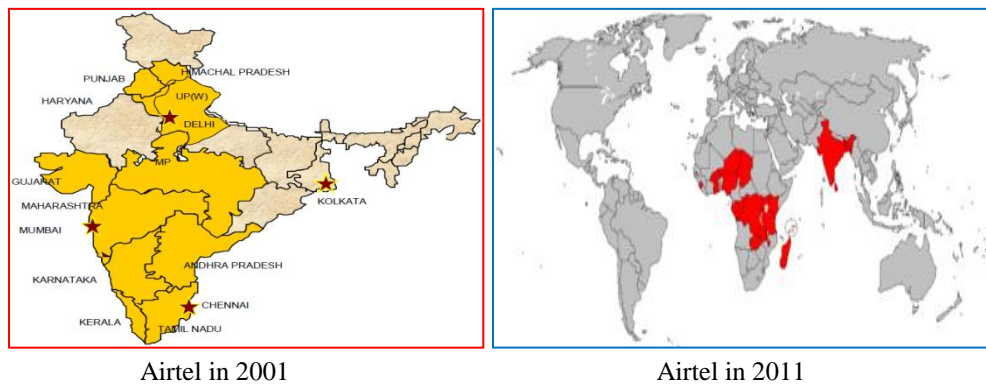 PUNJAB
HIMACHAL PRADESH
HARYANA
UP(W)
DELHI
MP
GUJARAT
MAHARASHTRA
MUMBAI
KOLKATA
KARNATAKA
ANDHRA PRADESH
CHENNAI
KERALA
TAMIL NADU
Airtel in 2001
Airtel in 2011